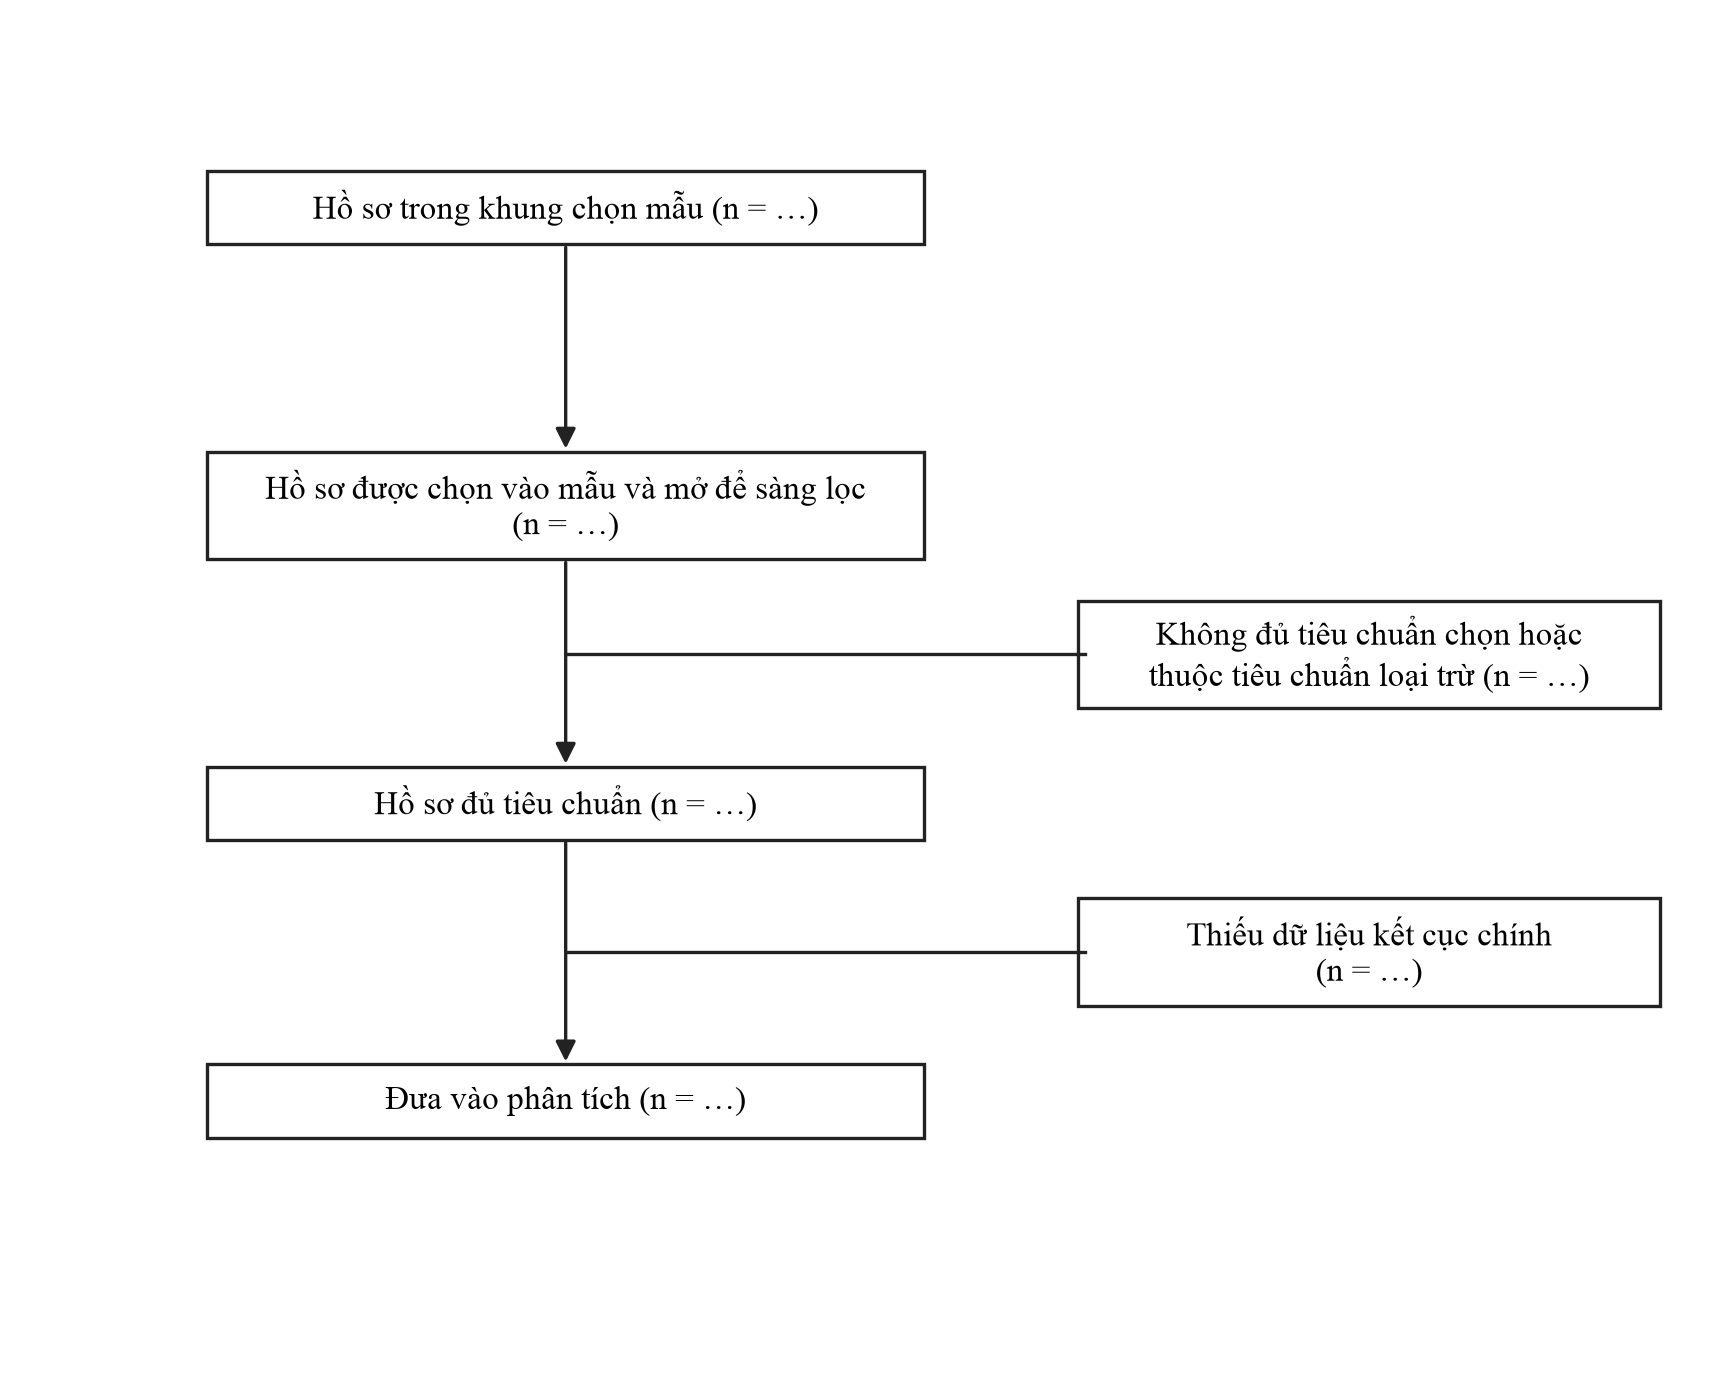 Hồ sơ trong khung chọn mẫu (n = …)
Hồ sơ được chọn vào mẫu và mở để sàng lọc
(n = …)
Không đủ tiêu chuẩn chọn hoặc
thuộc tiêu chuẩn loại trừ (n = …)
Hồ sơ đủ tiêu chuẩn (n = …)
Thiếu dữ liệu kết cục chính
(n = …)
Đưa vào phân tích (n = …)